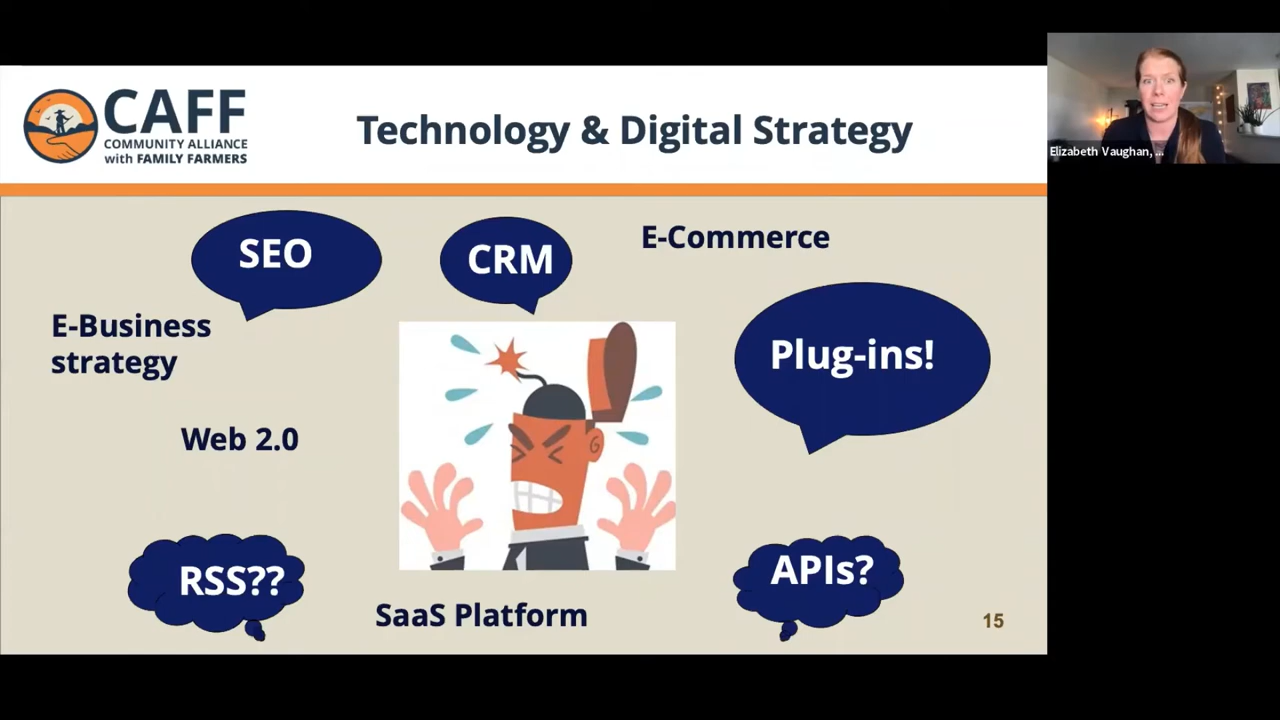 CAFF
COMMUNITY ALLIANCE
with FAMILY FARMERS
Technology & Digital Strategy
SEO
CRM
E-Commerce
E-Business
strategy
Plug-ins!
Web 2.0
RSS??
APIs?
SaaS Platform
15
Elizabeth Vaughan, ...